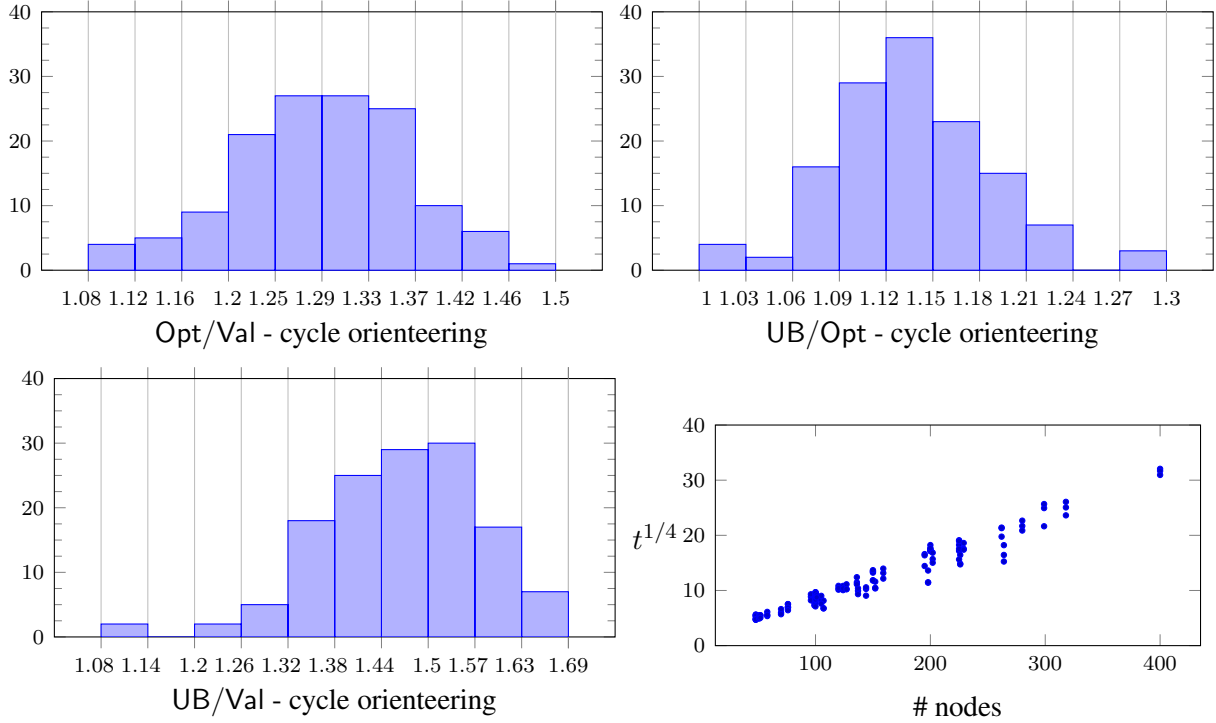 40
30
20
10
0
1.08 1.12 1.16 1.2 1.25 1.29 1.33 1.37 1.42 1.46 1.5
Opt/Val - cycle orienteering
40
30
20
10
0
1 1.03 1.06 1.09 1.12 1.15 1.18 1.21 1.24 1.27 1.3
UB/Opt - cycle orienteering
40
30
20
10
0
1.08 1.14 1.2 1.26 1.32 1.38 1.44 1.5 1.57 1.63 1.69
UB/Val - cycle orienteering
40
30
20
10
0
t^{1/4}
100 200 300 400
# nodes